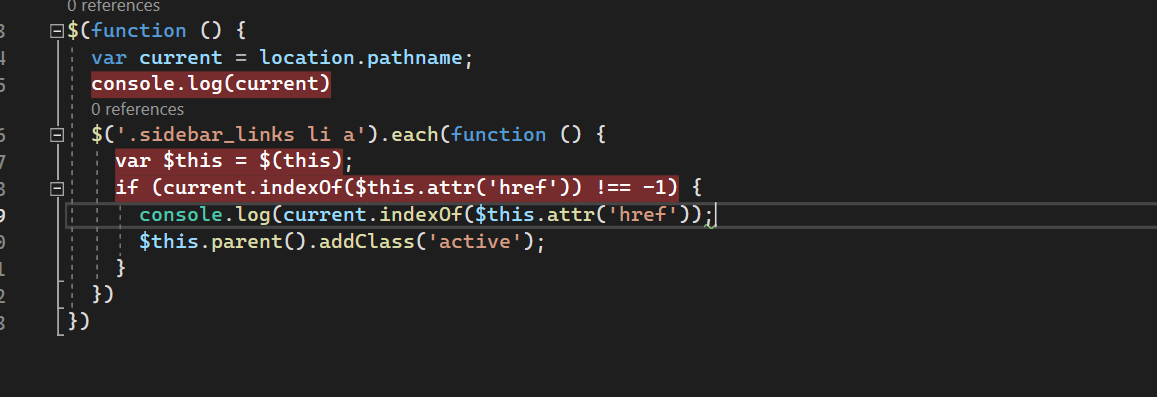 0 references
3 $(function () {
4 var current = location.pathname;
5 console.log(current)
0 references
6 $('.sidebar_links li a').each(function () {
7 var $this = $(this);
8 if (current.indexOf($this.attr('href')) !== -1) {
9 console.log(current.indexOf($this.attr('href'));
0 $this.parent().addClass('active');
1 }
2 })
3 })